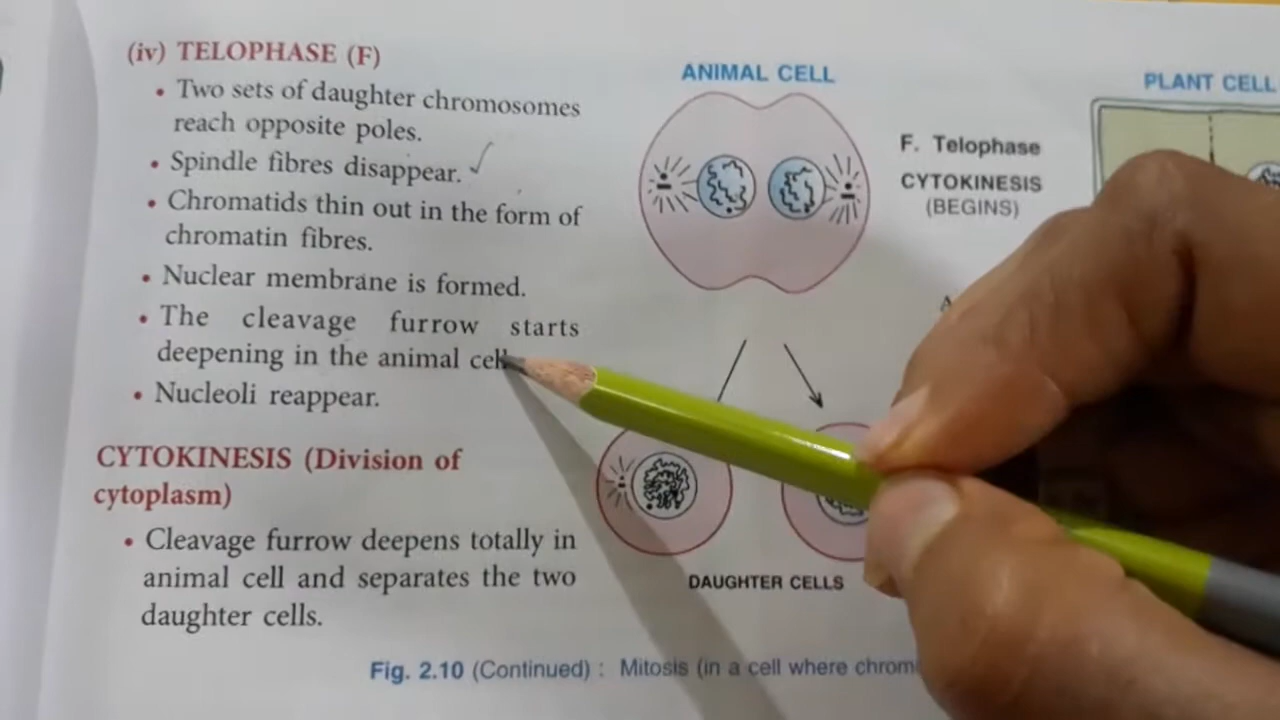 (iv) TELOPHASE (F)
• Two sets of daughter chromosomes
reach opposite poles.
• Spindle fibres disappear. ✓
• Chromatids thin out in the form of
chromatin fibres.
• Nuclear membrane is formed.
• The cleavage furrow starts
deepening in the animal cell
• Nucleoli reappear.
CYTOKINESIS (Division of
cytoplasm)
• Cleavage furrow deepens totally in
animal cell and separates the two
daughter cells.
ANIMAL CELL
PLANT CELL
F. Telophase
CYTOKINESIS
(BEGINS)
DAUGHTER CELLS
Fig. 2.10 (Continued) : Mitosis (in a cell where